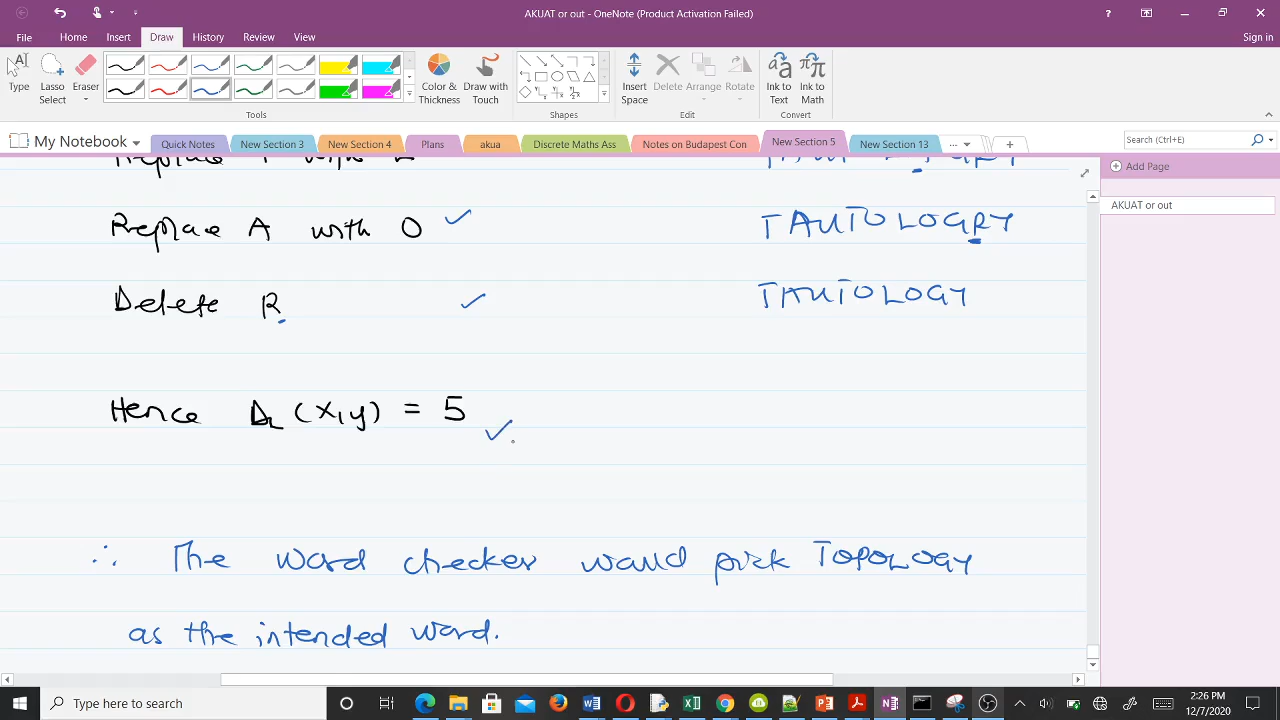 AKUAT or out - OneNote (Product Activation Failed)
? Sign in
File Home Insert Draw History Review View
Type Lasso Select Eraser Color & Thickness Draw with Touch Insert Space Delete Arrange Rotate Ink to Text Ink to Math
Tools Shapes Edit Convert
My Notebook Quick Notes New Section 3 New Section 4 Plans akua Discrete Maths Ass Notes on Budapest Con New Section 5 New Section 13 ... + Search (Ctrl+E)
Add Page
AKUAT or out
Replace A with O TAUTOLOGRY
Delete R TAUTOLOGY
Hence DL (X,y) = 5
∴ The word checker would pick TOPOLOGY
as the intended word.
Type here to search
2:26 PM
12/7/2020